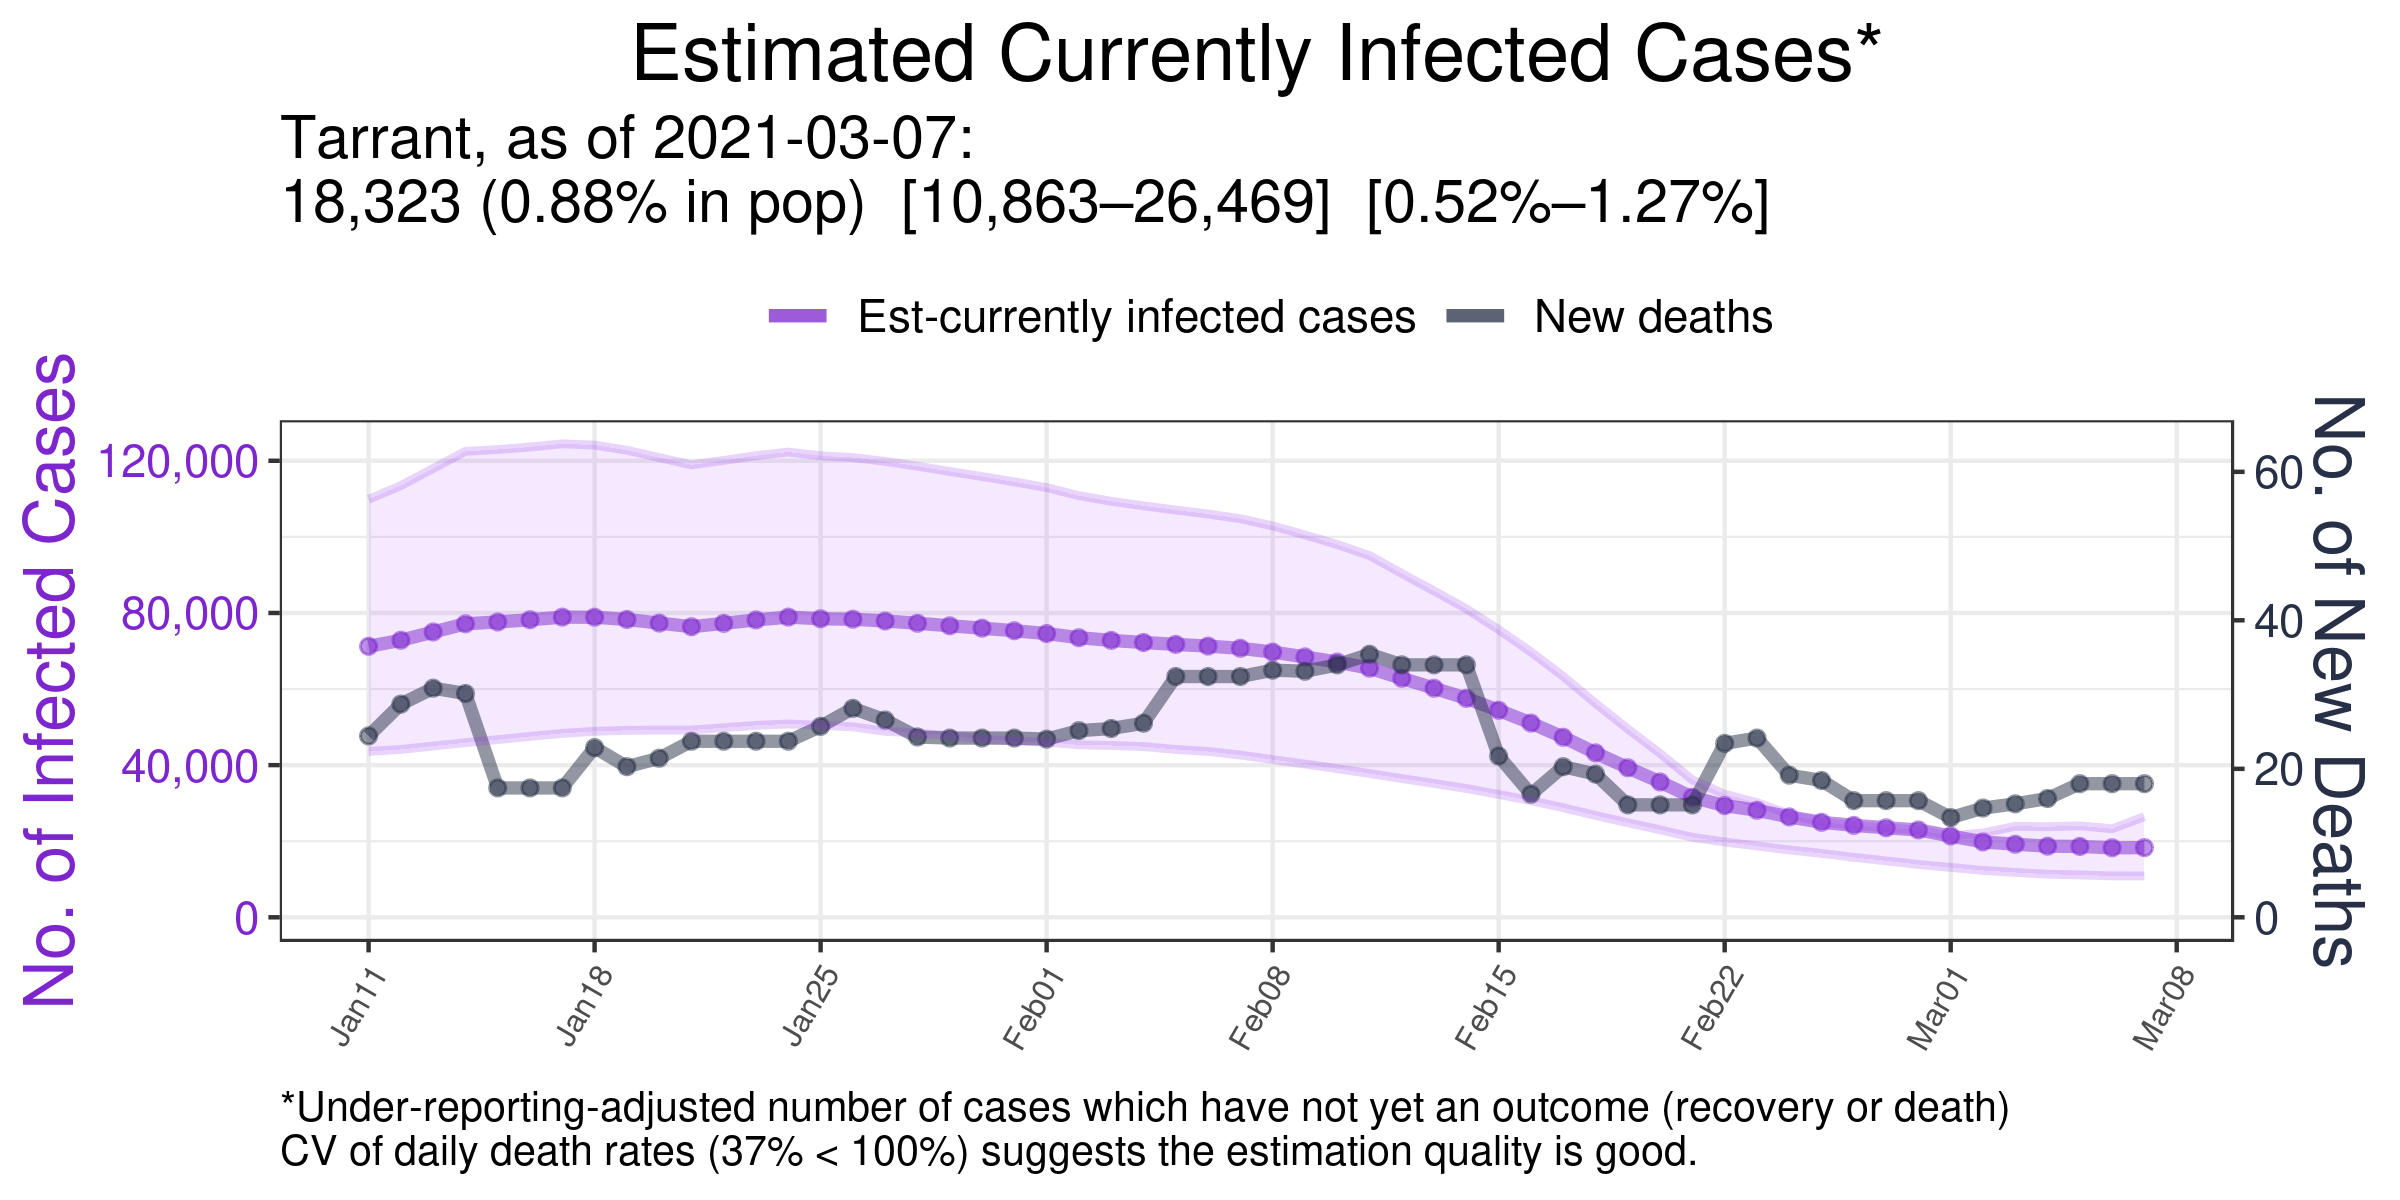 Estimated Currently Infected Cases*
Tarrant, as of 2021-03-07:
18,323 (0.88% in pop)  [10,863–26,469]  [0.52%–1.27%]
Est-currently infected cases
New deaths
No. of Infected Cases
120,000
80,000
40,000
0
60
40
20
0
No. of New Deaths
Jan11
Jan18
Jan25
Feb01
Feb08
Feb15
Feb22
Mar01
Mar08
*Under-reporting-adjusted number of cases which have not yet an outcome (recovery or death)
CV of daily death rates (37% < 100%) suggests the estimation quality is good.